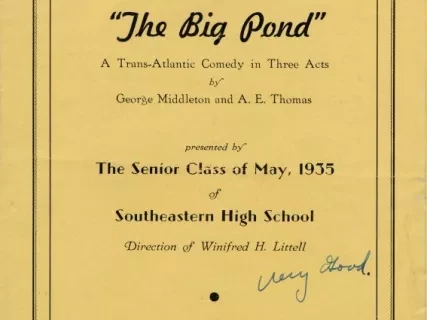 "The Big Pond"
A Trans-Atlantic Comedy in Three Acts
by
George Middleton and A. E. Thomas
presented by
The Senior Class of May, 1935
of
Southeastern High School
Direction of Winifred H. Littell
Very Good.